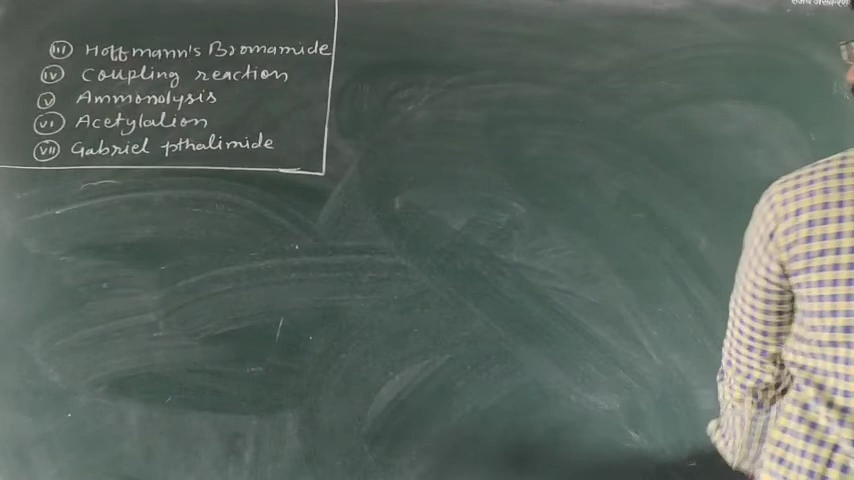 (iii) Hoffmann's Bromamide
(iv) Coupling reaction
(v) Ammonolysis
(vi) Acetylation
(vii) Gabriel pthalimide